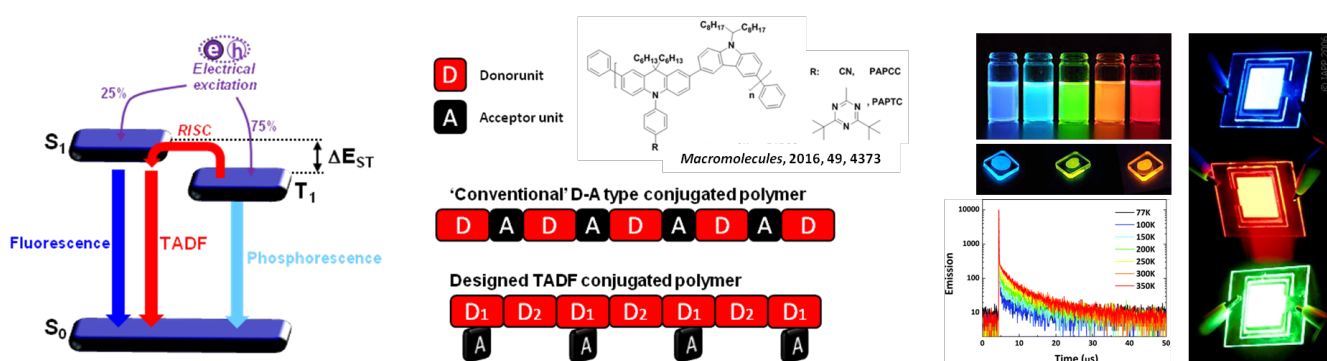 e h
Electrical
excitation
25%
75%
RISC
S1
ΔEST
T1
Fluorescence
TADF
Phosphorescence
S0
D Donorunit
A Acceptor unit
C8H17 C8H17
N
C6H13 C6H13
n
N
R
R: CN, PAPCC
, PAPTC
N N
N
Macromolecules, 2016, 49, 4373
'Conventional' D-A type conjugated polymer
D A D A D A D A D
Designed TADF conjugated polymer
D1 D2 D1 D2 D1 D2 D1
A A A A
10000
1000
100
10
Emission
77K
100K
150K
200K
250K
300K
350K
0 10 20 30 40 50
Time (us)